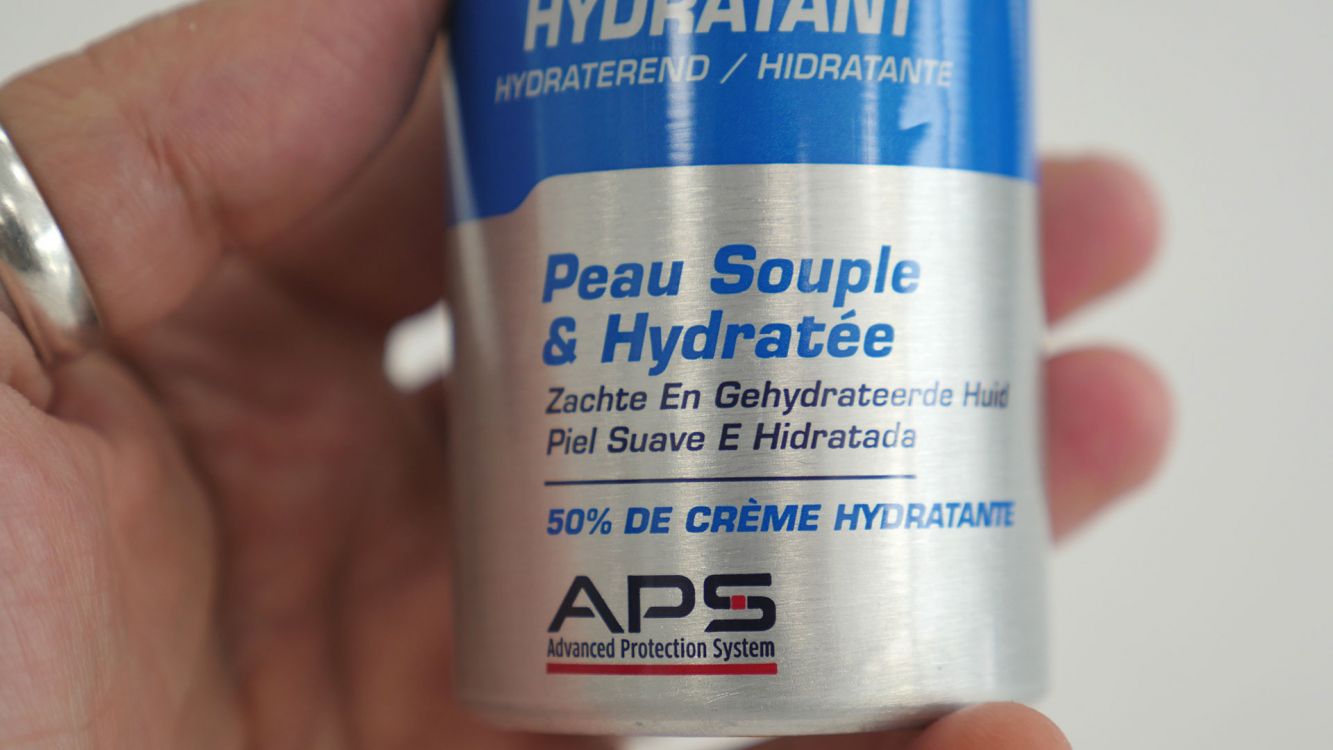 HYDRATANT
HYDRATEREND / HIDRATANTE
Peau Souple
& Hydratée
Zachte En Gehydrateerde Huid
Piel Suave E Hidratada
50% DE CRÈME HYDRATANTE
APS
Advanced Protection System